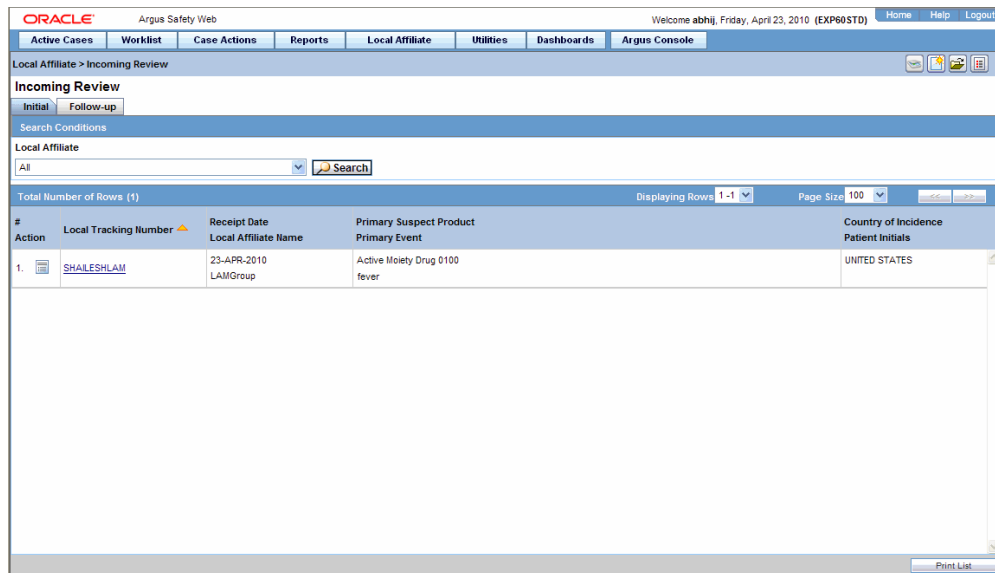 ORACLE Argus Safety Web Welcome abhij, Friday, April 23, 2010 (EXP60STD) Home Help Logout
Active Cases Worklist Case Actions Reports Local Affiliate Utilities Dashboards Argus Console
Local Affiliate > Incoming Review
Incoming Review
Initial Follow-up
Search Conditions
Local Affiliate
All Search
Total Number of Rows (1) Displaying Rows 1 -1 Page Size 100 << >>
# Local Tracking Number Receipt Date Primary Suspect Product Country of Incidence
Action Local Affiliate Name Primary Event Patient Initials
1. SHAILESHLAM 23-APR-2010 Active Moiety Drug 0100 UNITED STATES
LAMGroup fever
Print List